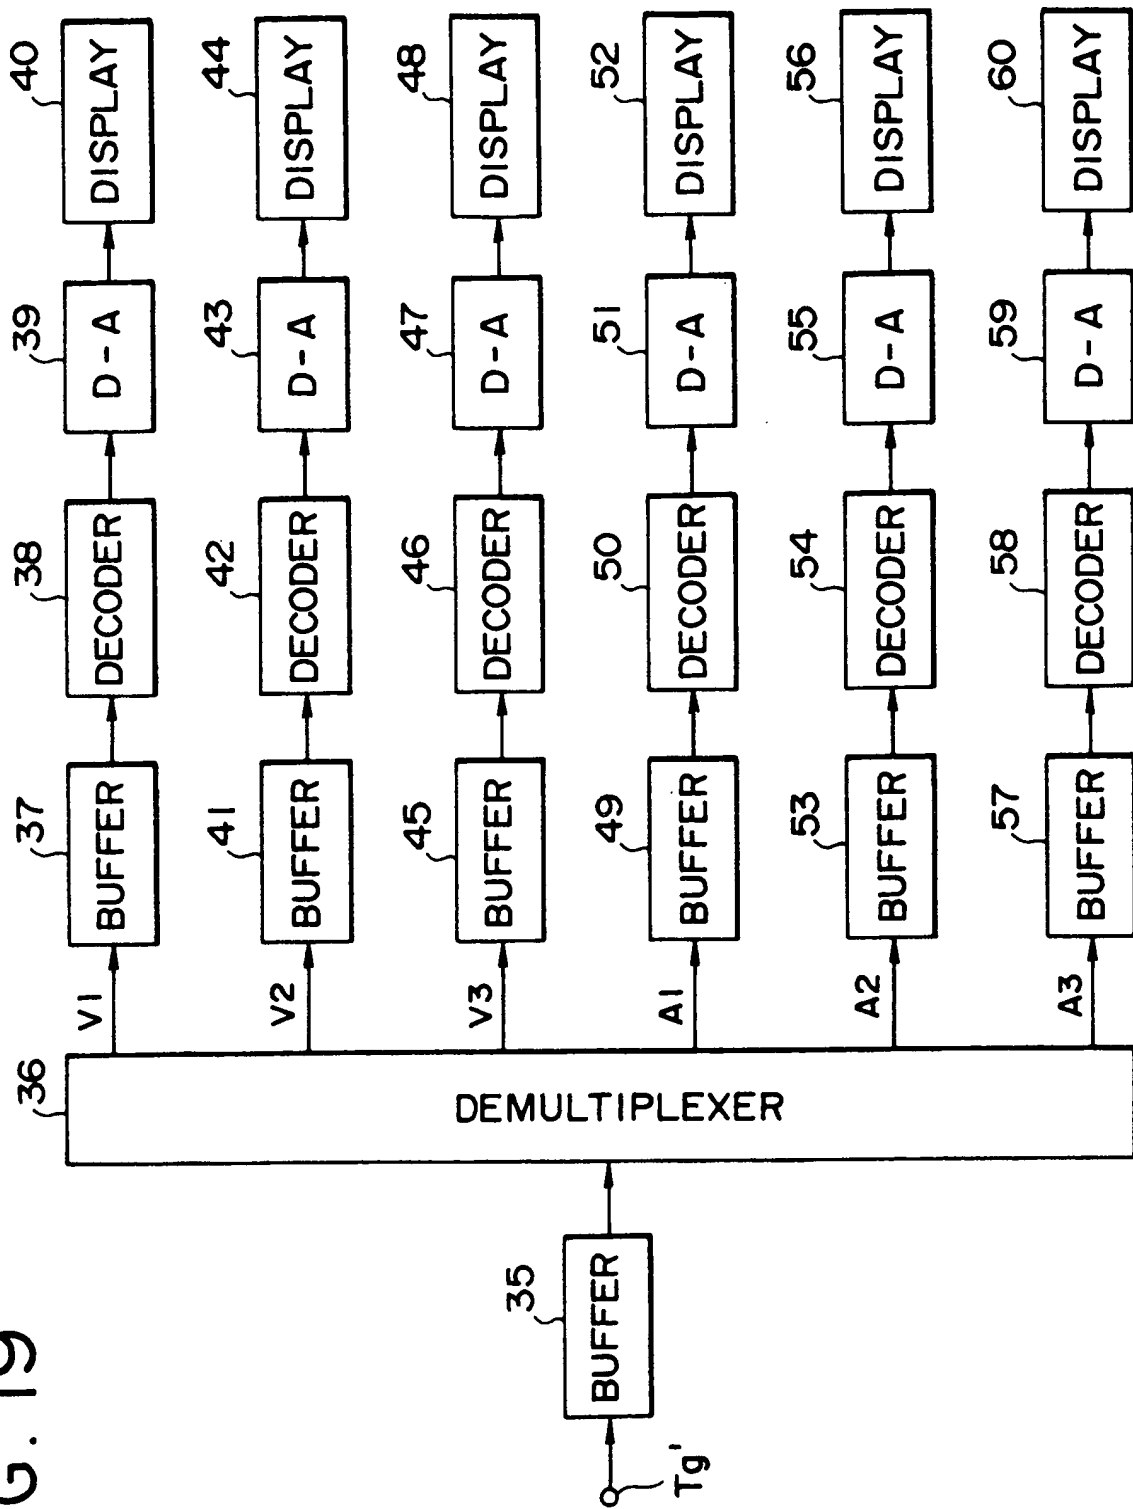 G. 19
Tg'
35
BUFFER
36
DEMULTIPLEXER
V1
37
BUFFER
38
DECODER
39
D-A
40
DISPLAY
V2
41
BUFFER
42
DECODER
43
D-A
44
DISPLAY
V3
45
BUFFER
46
DECODER
47
D-A
48
DISPLAY
A1
49
BUFFER
50
DECODER
51
D-A
52
DISPLAY
A2
53
BUFFER
54
DECODER
55
D-A
56
DISPLAY
A3
57
BUFFER
58
DECODER
59
D-A
60
DISPLAY